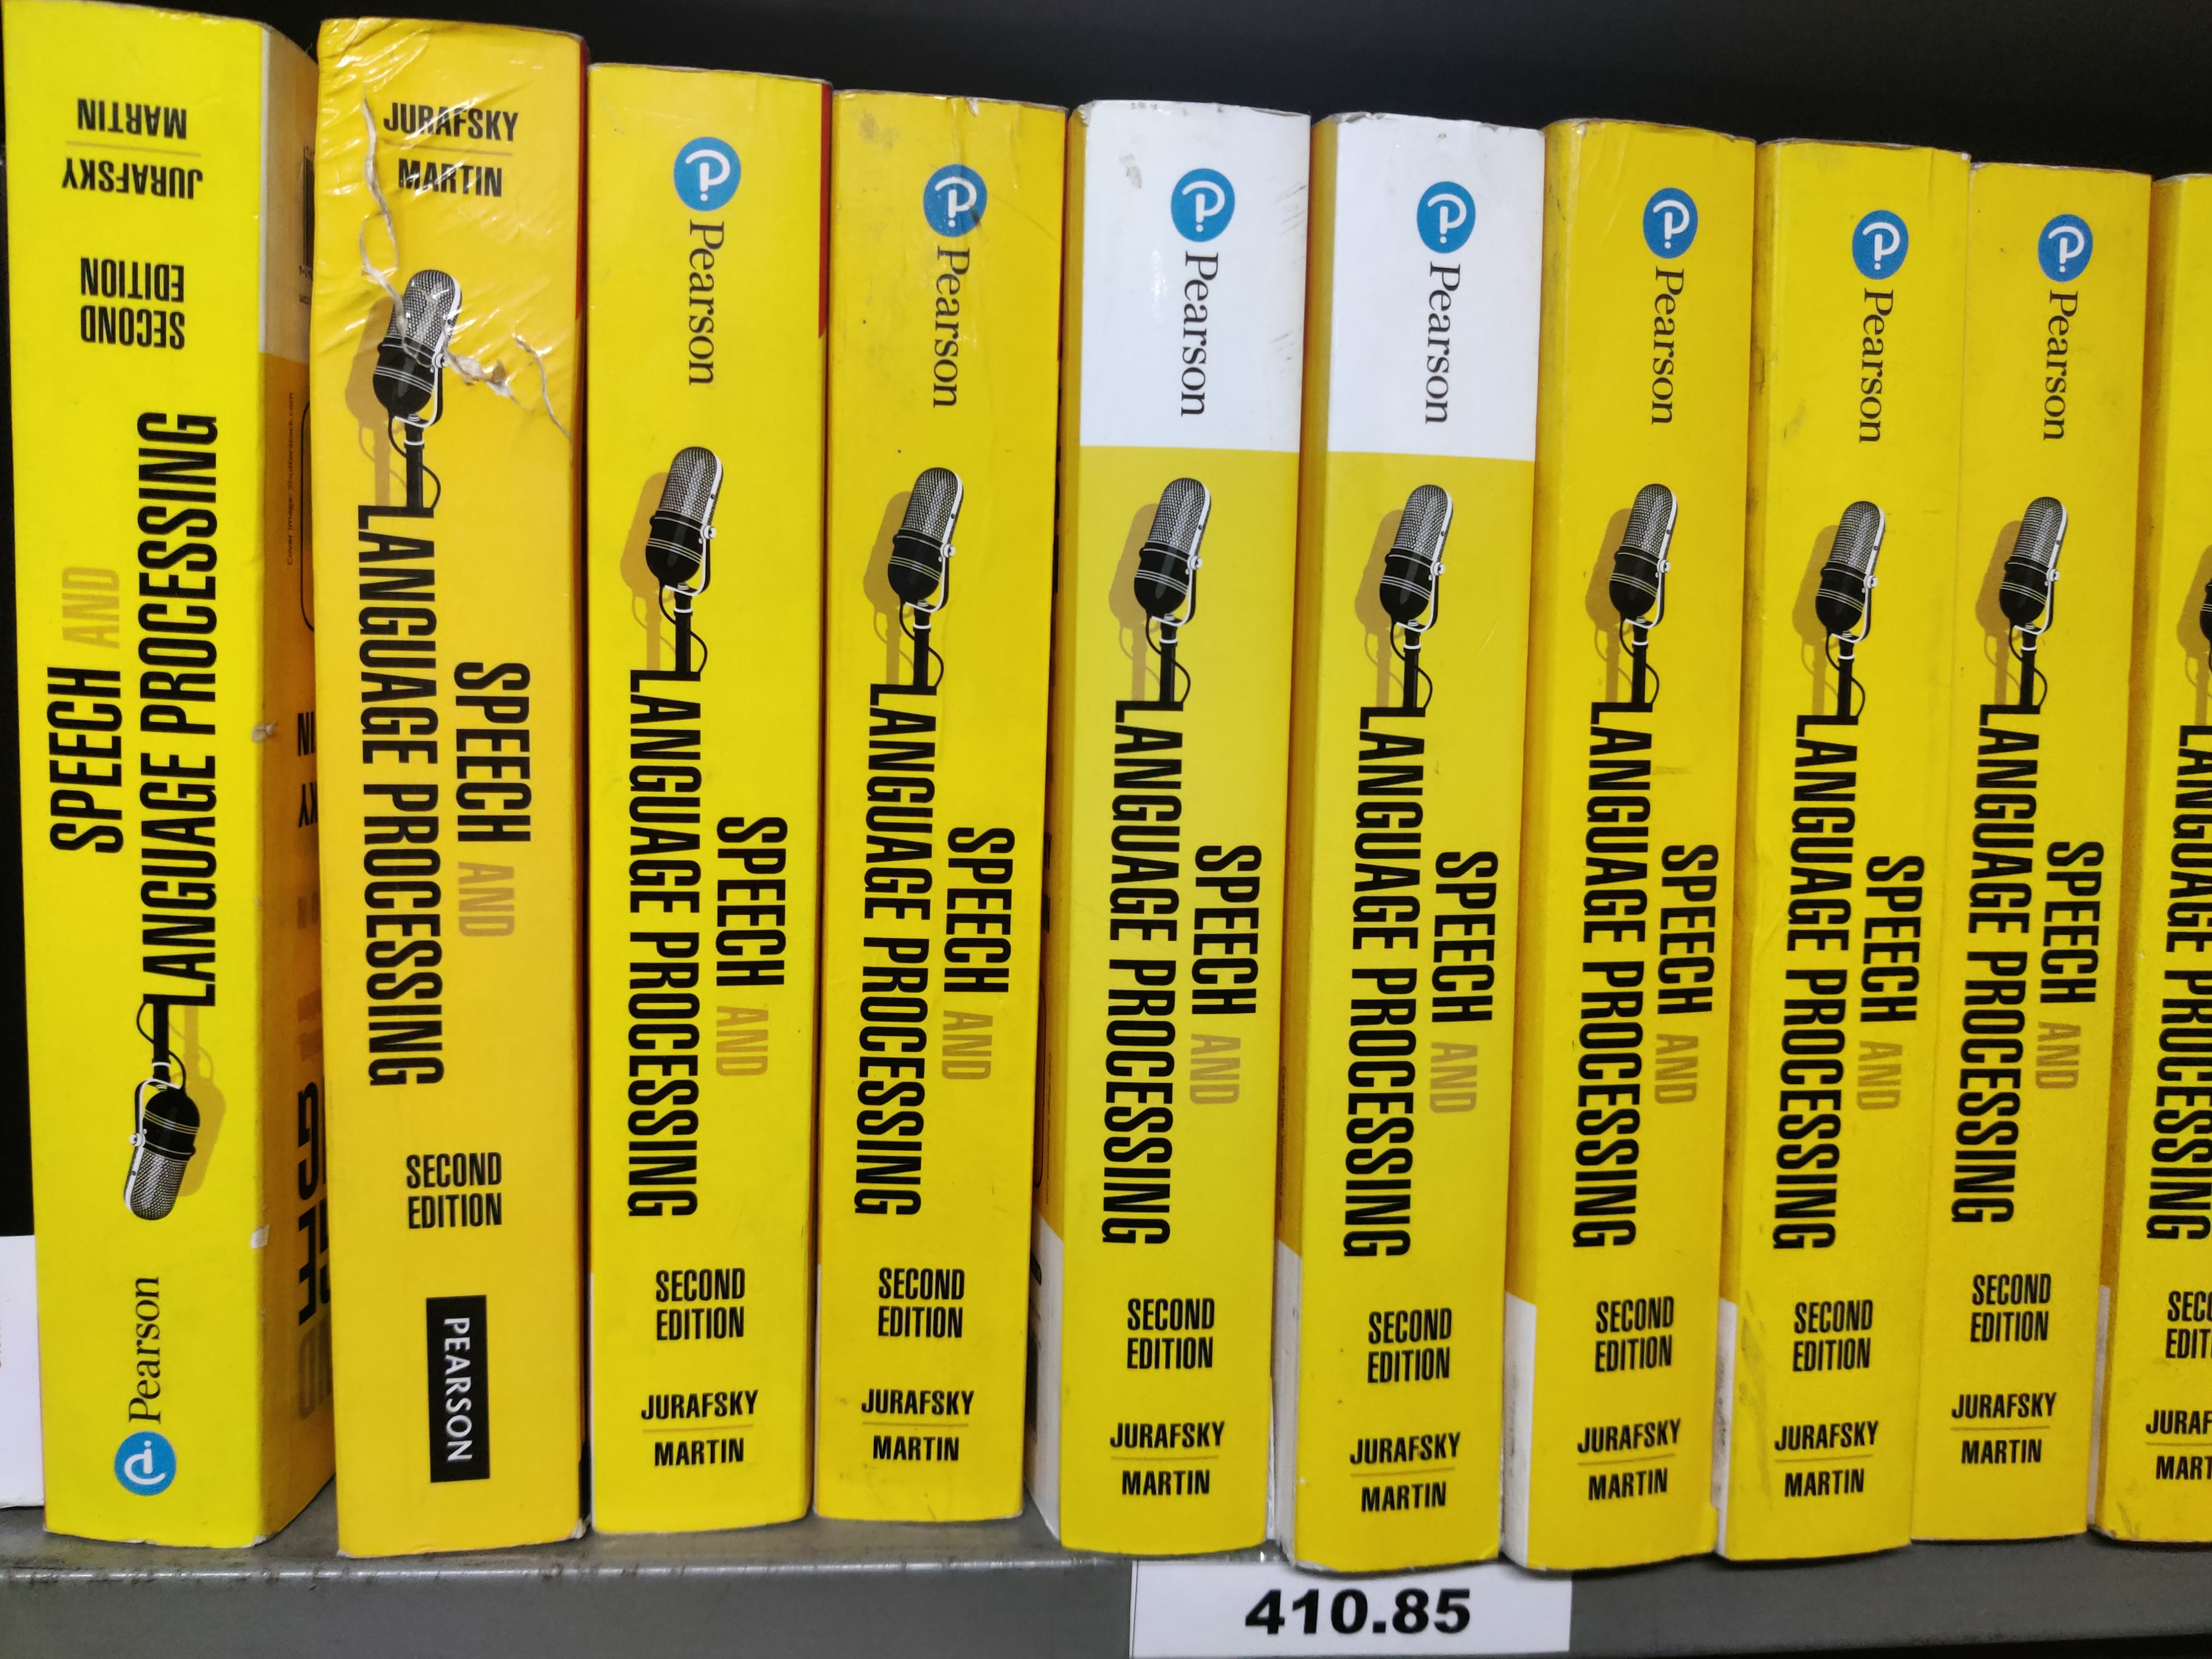 SPEECH AND
LANGUAGE PROCESSING
SECOND
EDITION
JURAFSKY
MARTIN
Pearson
JURAFSKY
MARTIN
SPEECH AND
LANGUAGE PROCESSING
SECOND
EDITION
PEARSON
Pearson
SPEECH AND
LANGUAGE PROCESSING
SECOND
EDITION
JURAFSKY
MARTIN
Pearson
SPEECH AND
LANGUAGE PROCESSING
SECOND
EDITION
JURAFSKY
MARTIN
Pearson
SPEECH AND
LANGUAGE PROCESSING
SECOND
EDITION
JURAFSKY
MARTIN
Pearson
SPEECH AND
LANGUAGE PROCESSING
SECOND
EDITION
JURAFSKY
MARTIN
Pearson
SPEECH AND
LANGUAGE PROCESSING
SECOND
EDITION
JURAFSKY
MARTIN
Pearson
SPEECH AND
LANGUAGE PROCESSING
SECOND
EDITION
JURAFSKY
MARTIN
Pearson
SPEECH AND
LANGUAGE PROCESSING
SECOND
EDITION
JURAFSKY
MARTIN
LANGUAGE PROCESSING
410.85